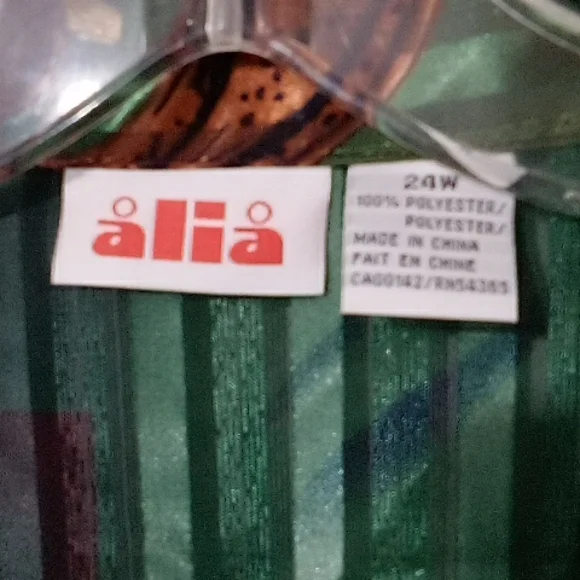 alia
24W
100% POLYESTER/
POLYESTER/
MADE IN CHINA
FAIT EN CHINE
CA00142/RN54365